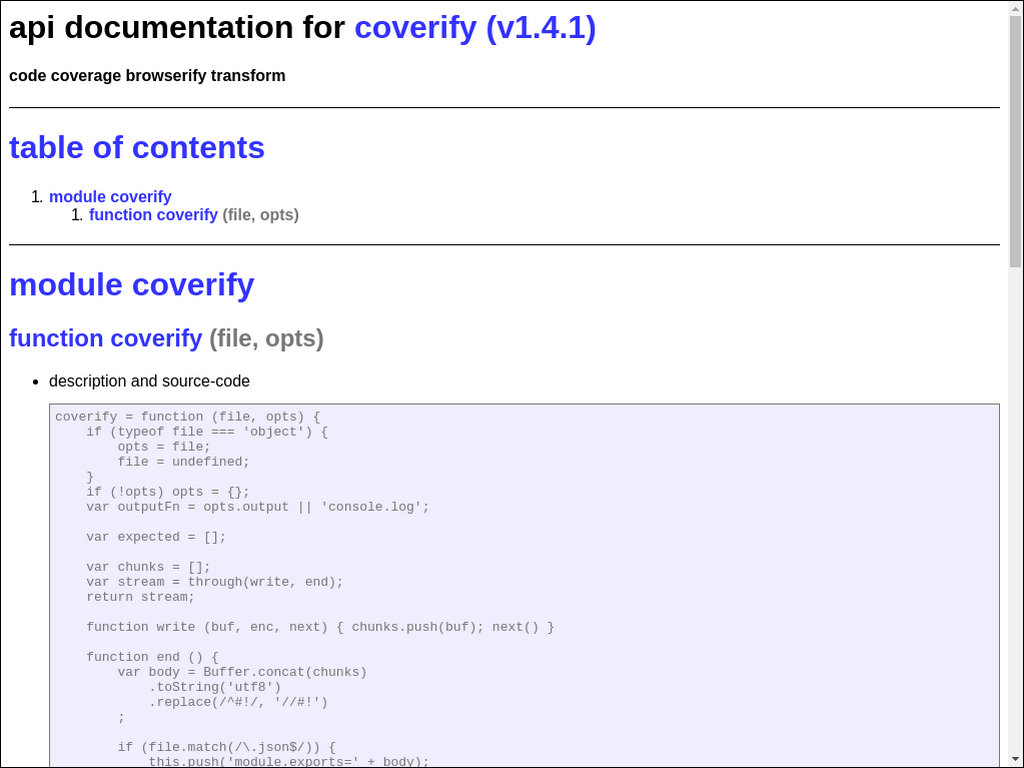 api documentation for coverify (v1.4.1)
code coverage browserify transform
table of contents
1. module coverify
1. function coverify (file, opts)
module coverify
function coverify (file, opts)
• description and source-code
coverify = function (file, opts) {
    if (typeof file === 'object') {
        opts = file;
        file = undefined;
    }
    if (!opts) opts = {};
    var outputFn = opts.output || 'console.log';

    var expected = [];

    var chunks = [];
    var stream = through(write, end);
    return stream;

    function write (buf, enc, next) { chunks.push(buf); next() }

    function end () {
        var body = Buffer.concat(chunks)
            .toString('utf8')
            .replace(/^#!/, '//#!')
        ;

        if (file.match(/\.json$/)) {
            this.push('module.exports=' + body);